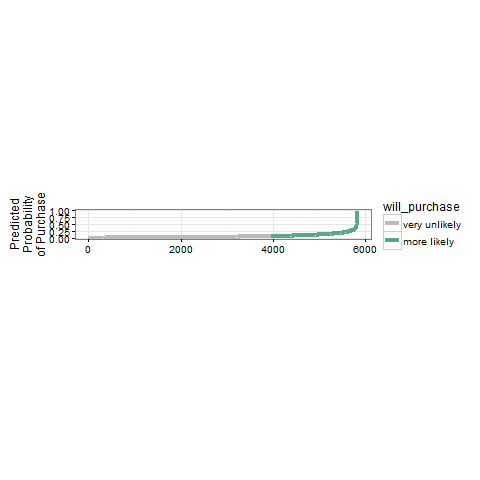 Predicted
Probability
of Purchase
1.00
0.75
0.50
0.25
0.00
0
2000
4000
6000
will_purchase
very unlikely
more likely